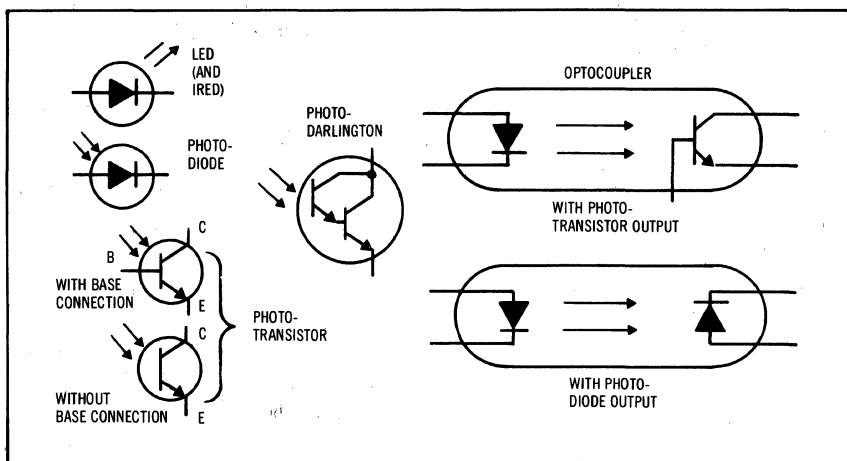 LED
(AND
IRED)
PHOTO-
DIODE
C
B
WITH BASE
CONNECTION
E
C
WITHOUT
BASE CONNECTION
E
PHOTO-
TRANSISTOR
PHOTO-
DARLINGTON
OPTOCOUPLER
WITH PHOTO-
TRANSISTOR OUTPUT
WITH PHOTO-
DIODE OUTPUT